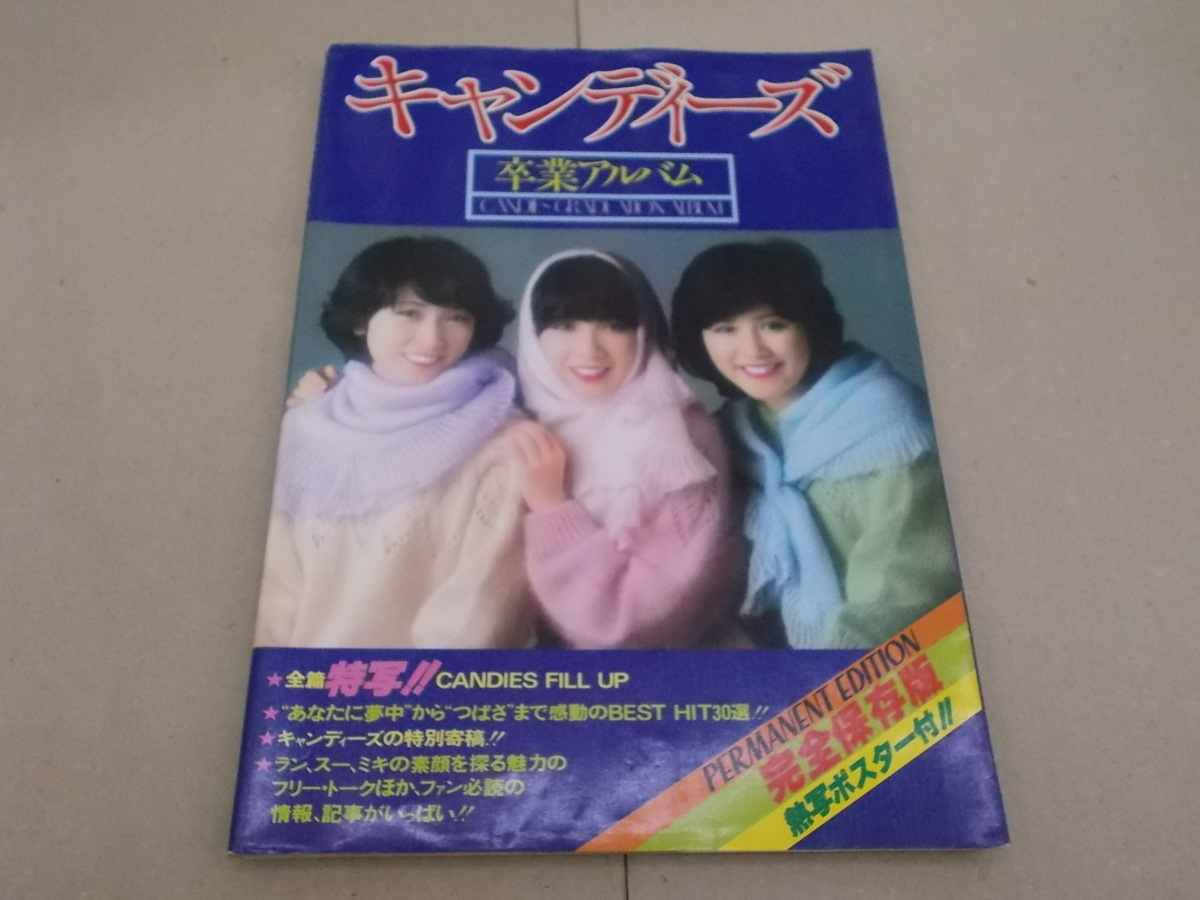 キャンディーズ
卒業アルバム
CANDIES GRADUATION ALBUM
★全篇特写!! CANDIES FILL UP
★“あなたに夢中”から“つばさ”まで感動のBEST HIT30選!!
★キャンディーズの特別寄稿!!
★ラン、スー、ミキの素顔を探る魅力の
フリー・トークほか、ファン必読の
情報、記事がいっぱい!!
PERMANENT EDITION
完全保存版
熱写ポスター付!!